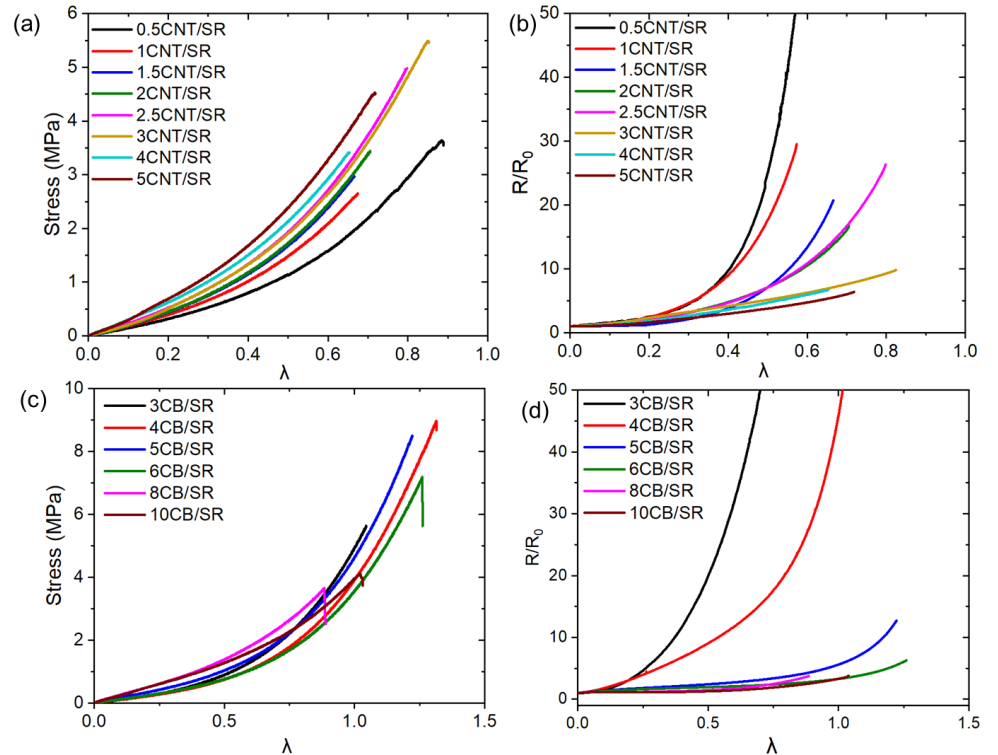 (a)
0.5CNT/SR
1CNT/SR
1.5CNT/SR
2CNT/SR
2.5CNT/SR
3CNT/SR
4CNT/SR
5CNT/SR
Stress (MPa)
6
5
4
3
2
1
0
0.0 0.2 0.4 0.6 0.8 1.0
λ
(b)
0.5CNT/SR
1CNT/SR
1.5CNT/SR
2CNT/SR
2.5CNT/SR
3CNT/SR
4CNT/SR
5CNT/SR
R/R0
50
40
30
20
10
0
0.0 0.2 0.4 0.6 0.8 1.0
λ
(c)
3CB/SR
4CB/SR
5CB/SR
6CB/SR
8CB/SR
10CB/SR
Stress (MPa)
10
8
6
4
2
0
0.0 0.5 1.0 1.5
λ
(d)
3CB/SR
4CB/SR
5CB/SR
6CB/SR
8CB/SR
10CB/SR
R/R0
50
40
30
20
10
0
0.0 0.5 1.0 1.5
λ